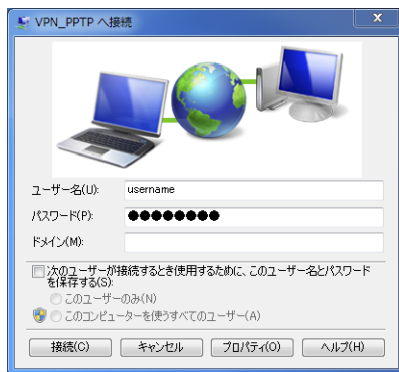 VPN_PPTP へ接続
ユーザー名(U):
username
パスワード(P):
●●●●●●●●
ドメイン(M):
次のユーザーが接続するとき使用するために、このユーザー名とパスワード
を保存する(S):
このユーザーのみ(N)
このコンピューターを使うすべてのユーザー(A)
接続(C)
キャンセル
プロパティ(O)
ヘルプ(H)